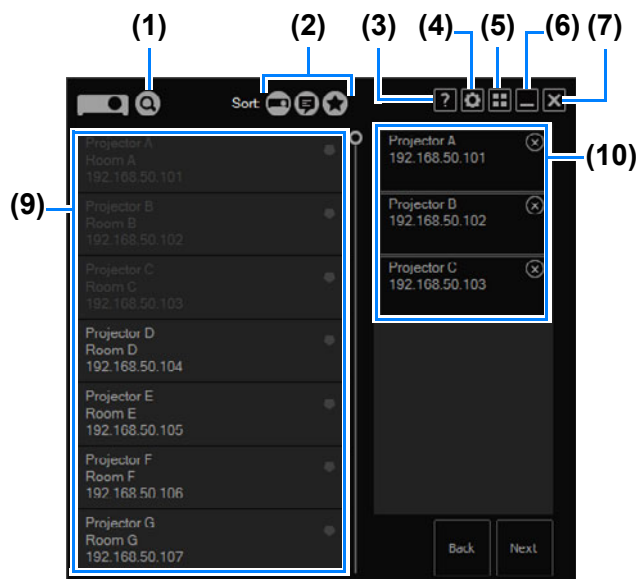 (1)
(2)
(3)
(4)
(5)
(6)
(7)
Sort:
?
(9)
Projector A
Room A
192.168.50.101
Projector B
Room B
192.168.50.102
Projector C
Room C
192.168.50.103
Projector D
Room D
192.168.50.104
Projector E
Room E
192.168.50.105
Projector F
Room F
192.168.50.106
Projector G
Room G
192.168.50.107
Projector A
192.168.50.101
Projector B
192.168.50.102
Projector C
192.168.50.103
(10)
Back
Next